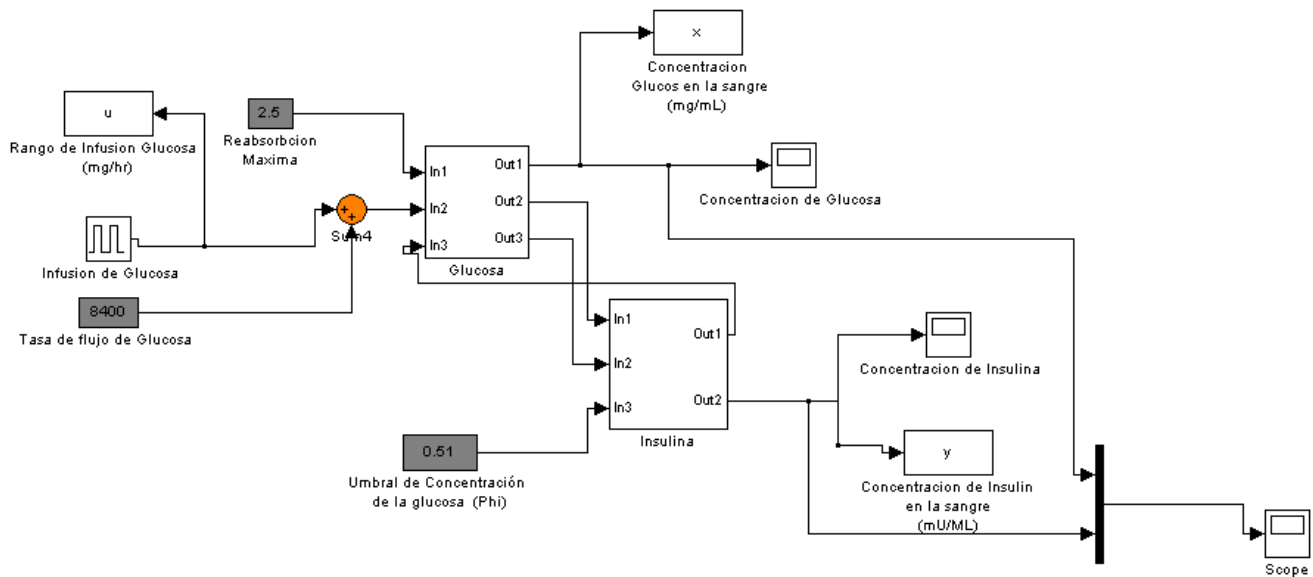 x
Concentracion
Glucos en la sangre
(mg/mL)
u
Rango de Infusion Glucosa
(mg/hr)
2.5
Reabsorbcion
Maxima
In1
In2
In3
Out1
Out2
Out3
Glucosa
Concentracion de Glucosa
+
+
Sum4
Infusion de Glucosa
8400
Tasa de flujo de Glucosa
In1
In2
In3
Out1
Out2
Insulina
Concentracion de Insulina
0.51
Umbral de Concentración
de la glucosa (Phi)
y
Concentracion de Insulin
en la sangre
(mU/ML)
Scope